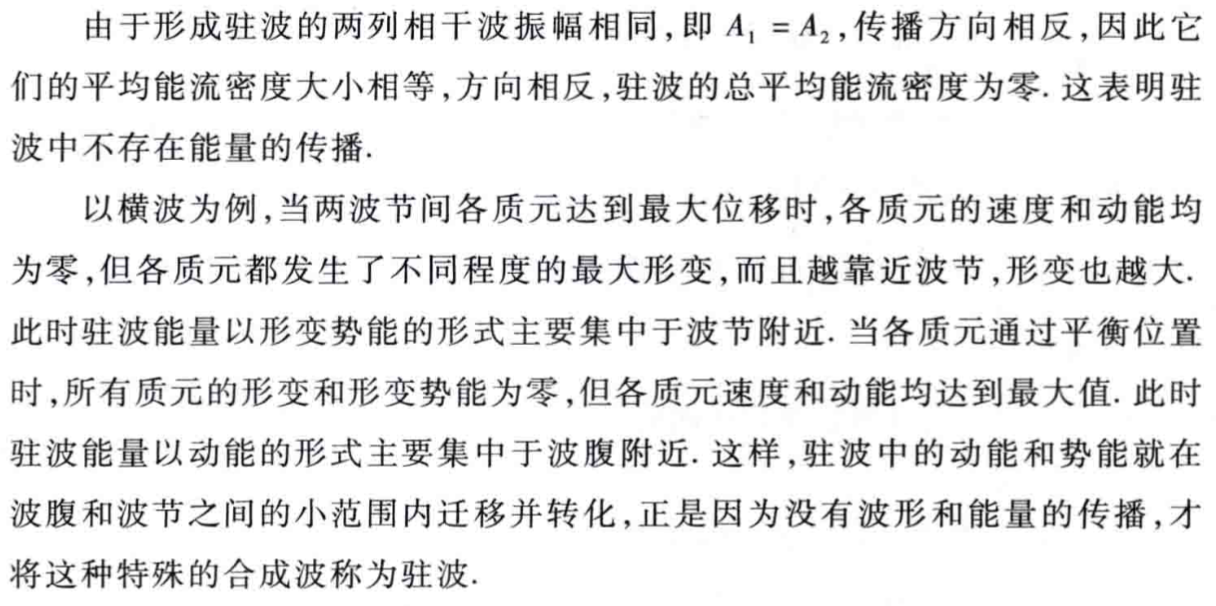 由于形成驻波的两列相干波振幅相同,即 A₁ = A₂,传播方向相反,因此它
们的平均能流密度大小相等,方向相反,驻波的总平均能流密度为零. 这表明驻
波中不存在能量的传播.
以横波为例,当两波节间各质元达到最大位移时,各质元的速度和动能均
为零,但各质元都发生了不同程度的最大形变,而且越靠近波节,形变也越大.
此时驻波能量以形变势能的形式主要集中于波节附近. 当各质元通过平衡位置
时,所有质元的形变和形变势能为零,但各质元速度和动能均达到最大值. 此时
驻波能量以动能的形式主要集中于波腹附近. 这样,驻波中的动能和势能就在
波腹和波节之间的小范围内迁移并转化,正是因为没有波形和能量的传播,才
将这种特殊的合成波称为驻波.